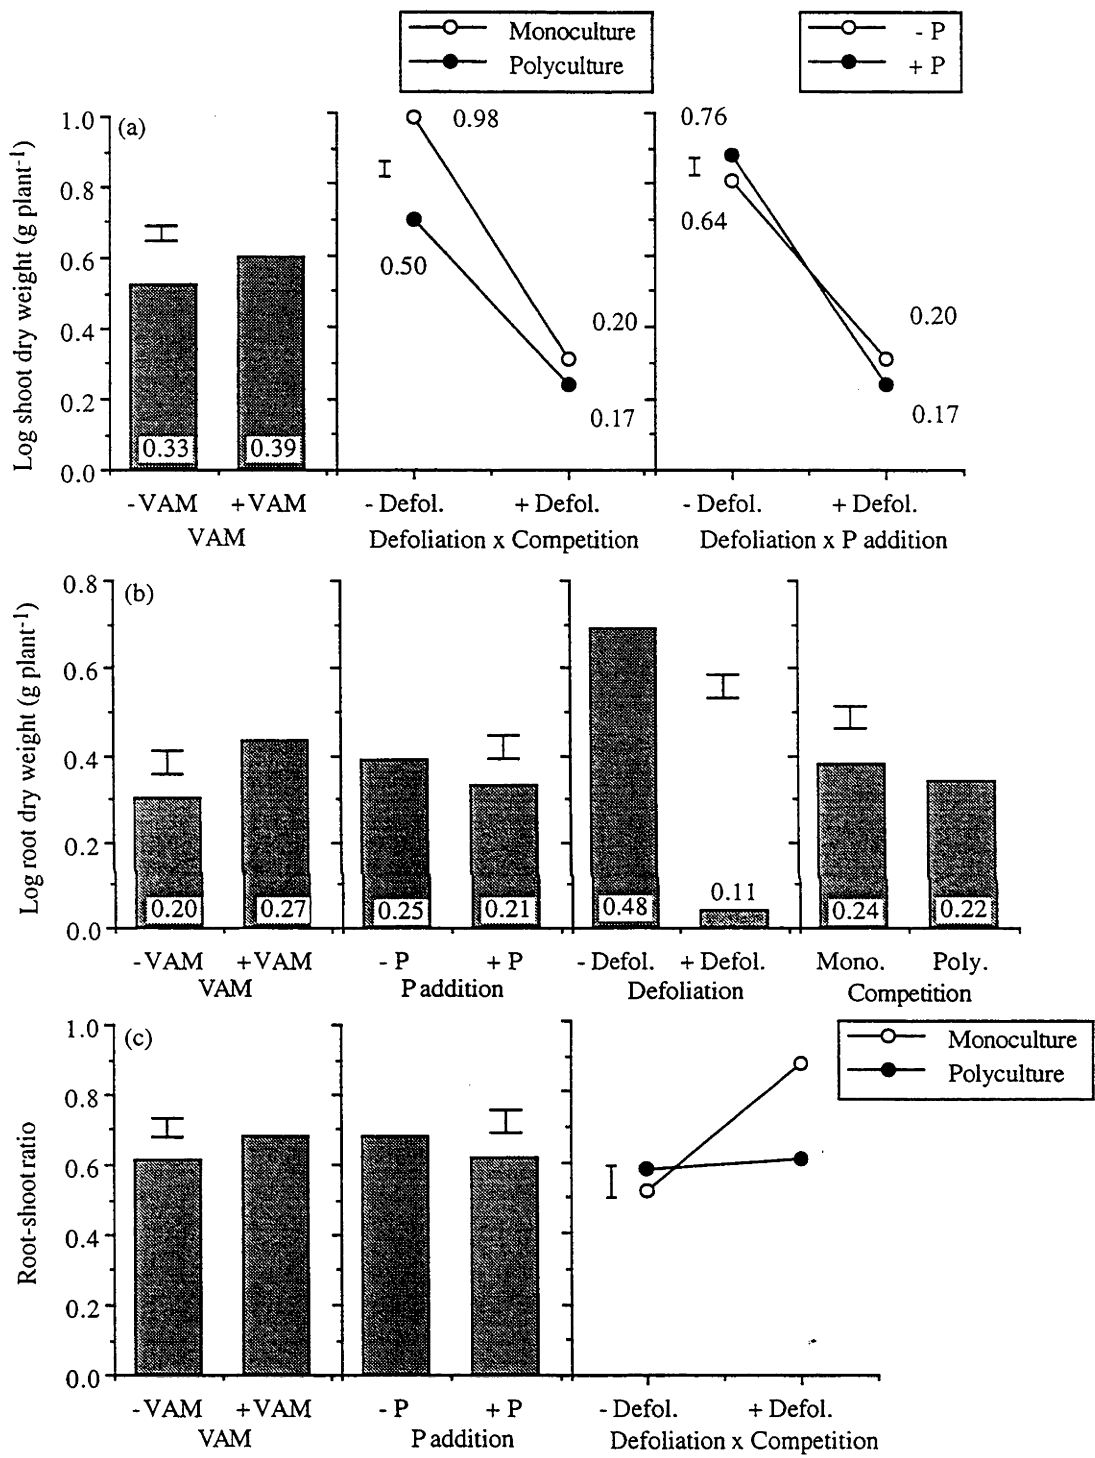 Monoculture
Polyculture
- P
+ P
(a)
Log shoot dry weight (g plant-1)
1.0
0.8
0.6
0.4
0.2
0.0
0.33
0.39
0.98
0.50
0.20
0.17
0.76
0.64
0.20
0.17
- VAM + VAM - Defol. + Defol. - Defol. + Defol.
VAM Defoliation x Competition Defoliation x P addition
(b)
Log root dry weight (g plant-1)
0.8
0.6
0.4
0.2
0.0
0.20
0.27
0.25
0.21
0.48
0.11
0.24
0.22
- VAM + VAM - P + P - Defol. + Defol. Mono. Poly.
VAM P addition Defoliation Competition
(c)
Root-shoot ratio
1.0
0.8
0.6
0.4
0.2
0.0
Monoculture
Polyculture
- VAM + VAM - P + P - Defol. + Defol.
VAM P addition Defoliation x Competition